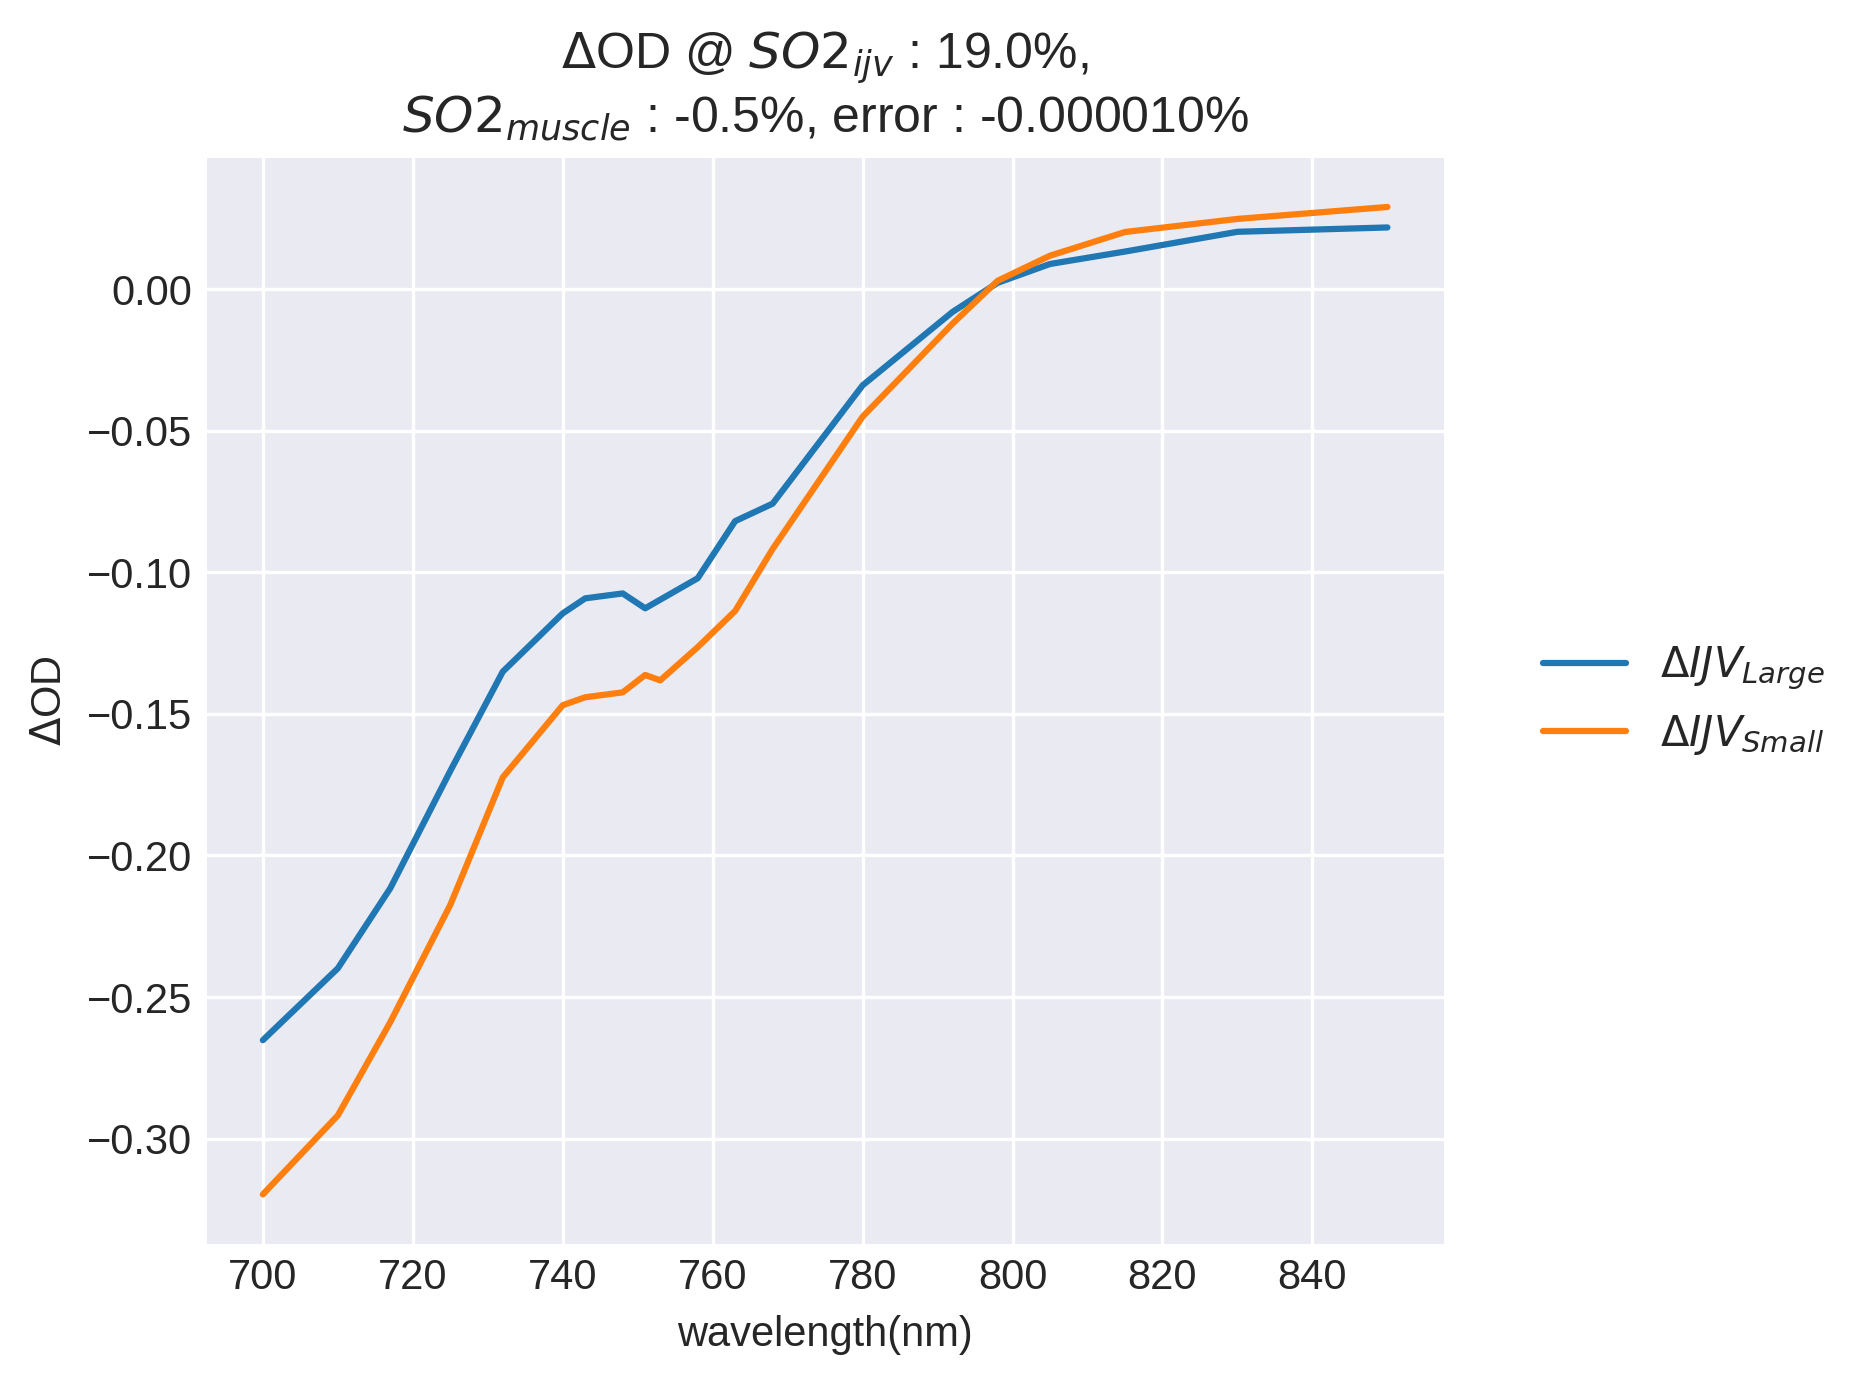 ΔOD @ SO2ijv : 19.0%,
SO2muscle : -0.5%, error : -0.000010%
0.00
−0.05
−0.10
−0.15
−0.20
−0.25
−0.30
ΔOD
700 720 740 760 780 800 820 840
wavelength(nm)
ΔIJVLarge
ΔIJVSmall